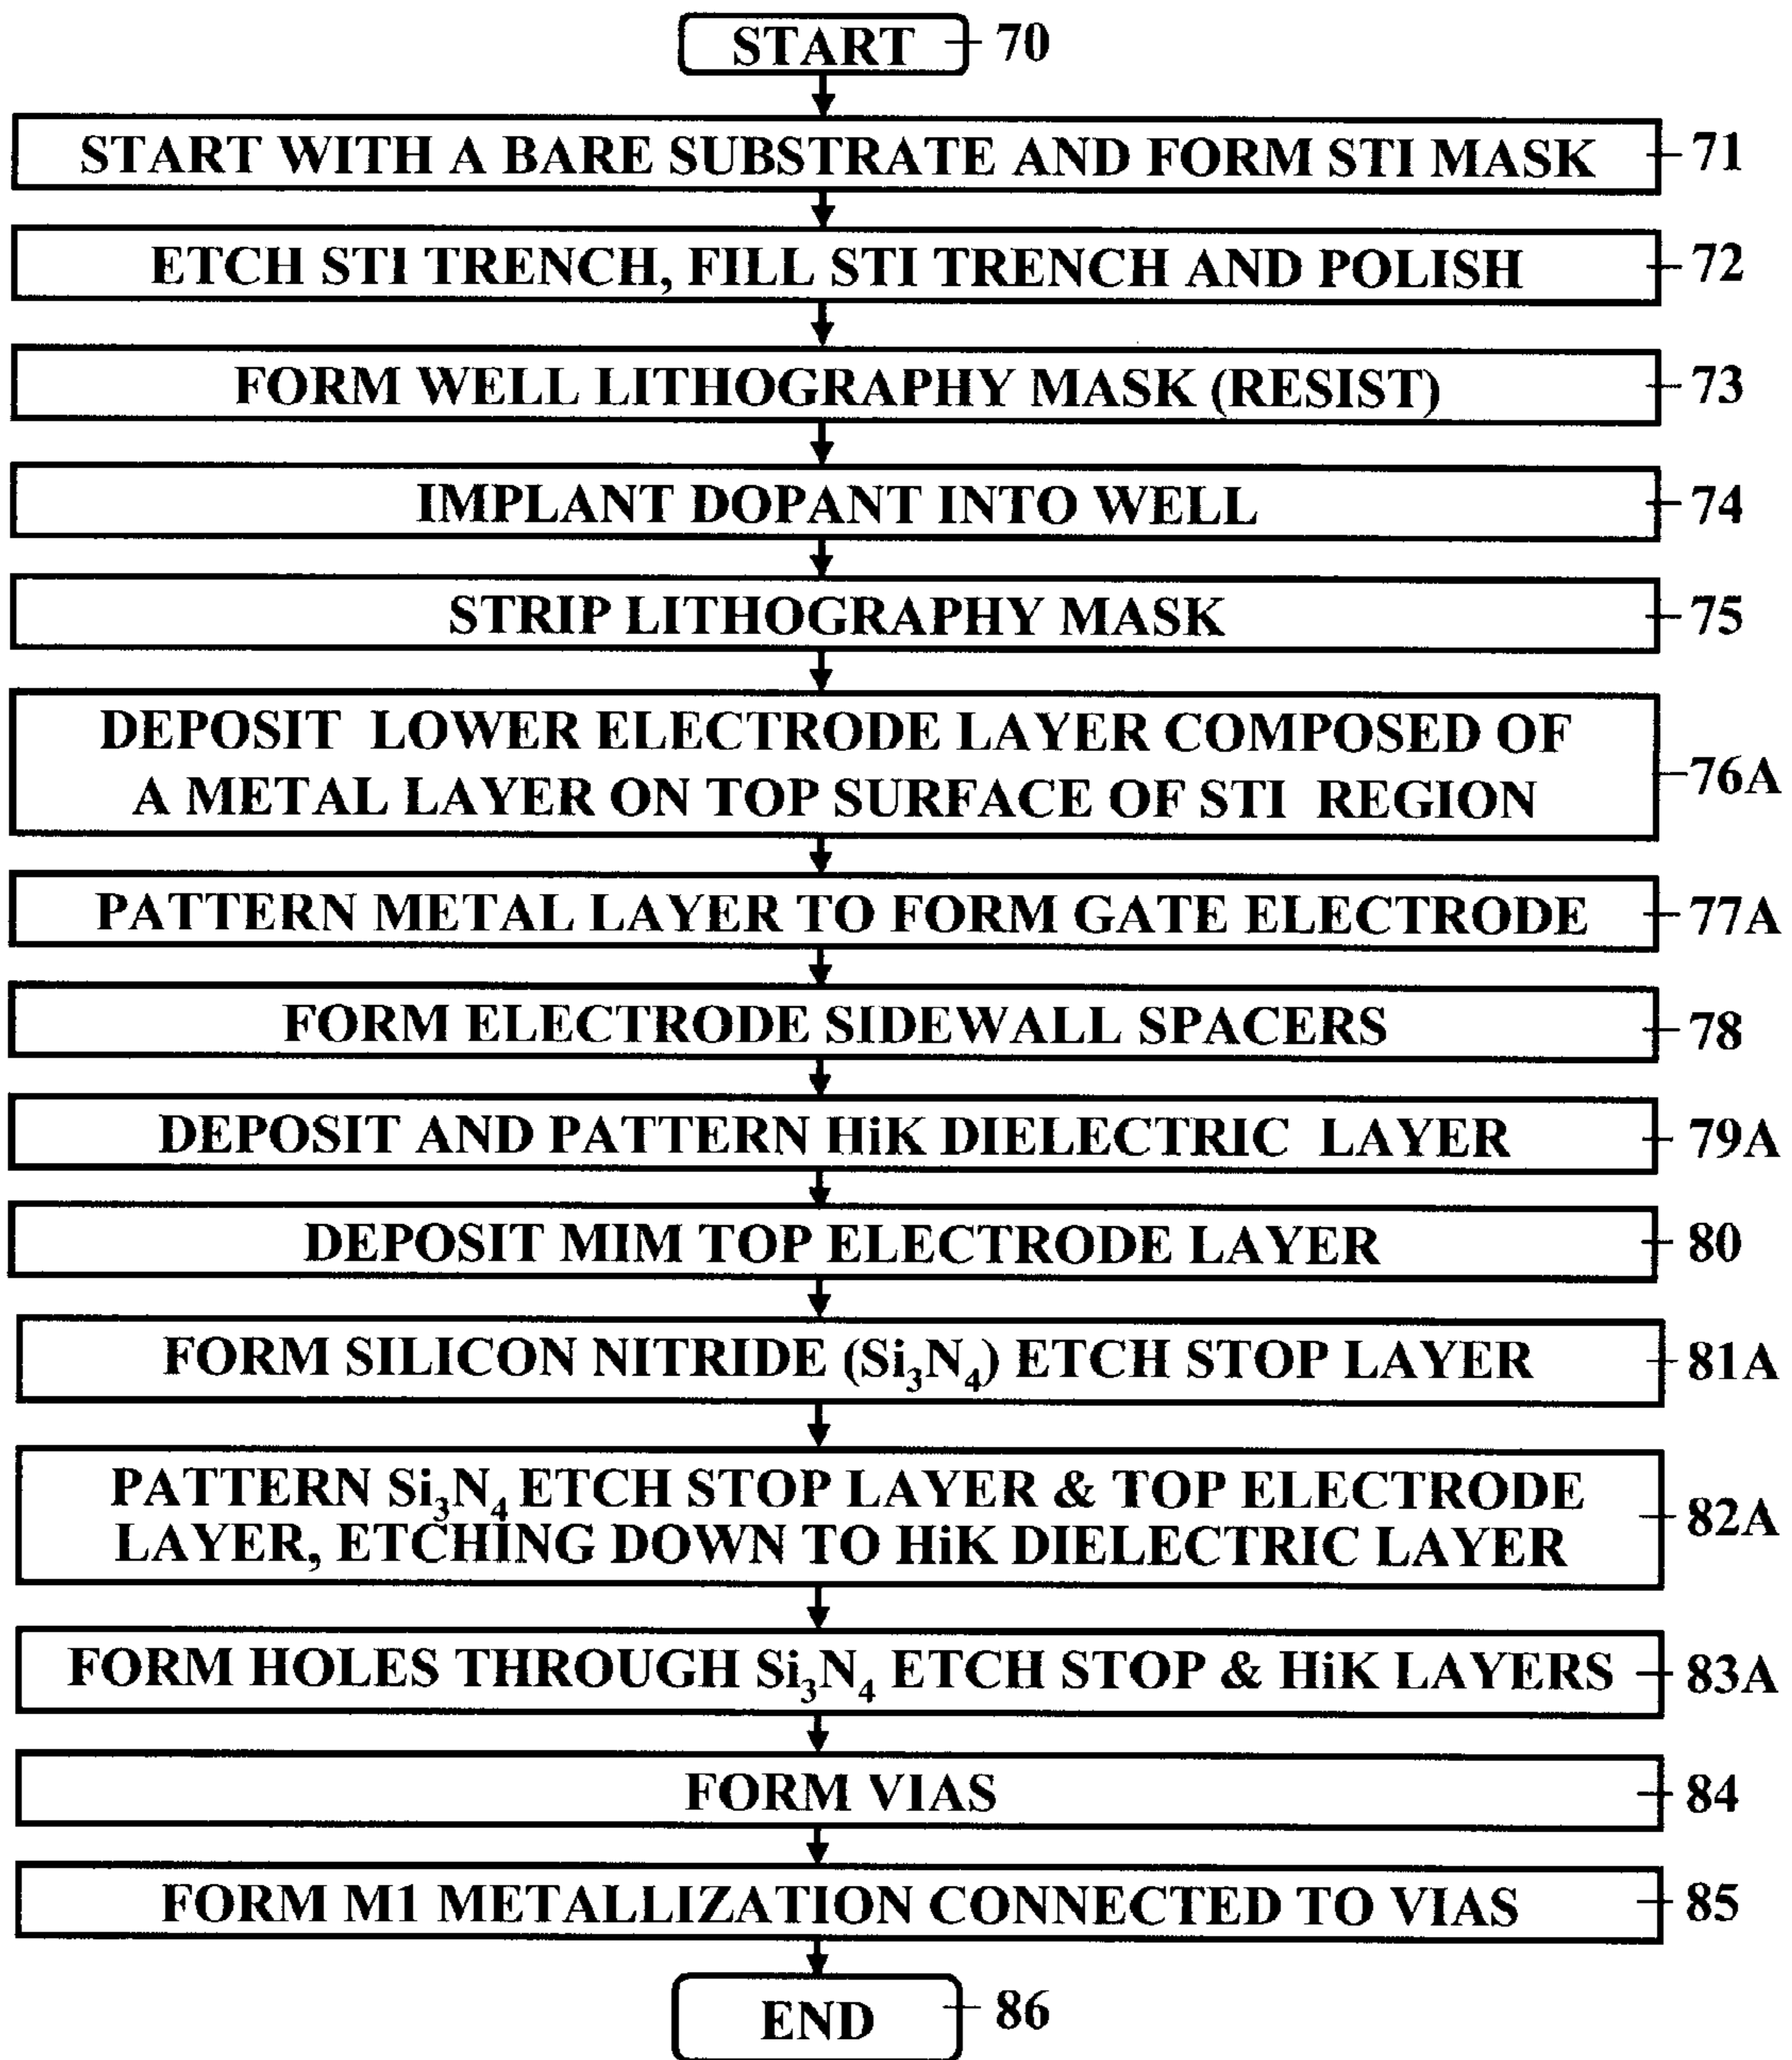 START 70
START WITH A BARE SUBSTRATE AND FORM STI MASK 71
ETCH STI TRENCH, FILL STI TRENCH AND POLISH 72
FORM WELL LITHOGRAPHY MASK (RESIST) 73
IMPLANT DOPANT INTO WELL 74
STRIP LITHOGRAPHY MASK 75
DEPOSIT LOWER ELECTRODE LAYER COMPOSED OF
A METAL LAYER ON TOP SURFACE OF STI REGION 76A
PATTERN METAL LAYER TO FORM GATE ELECTRODE 77A
FORM ELECTRODE SIDEWALL SPACERS 78
DEPOSIT AND PATTERN HiK DIELECTRIC LAYER 79A
DEPOSIT MIM TOP ELECTRODE LAYER 80
FORM SILICON NITRIDE (Si₃N₄) ETCH STOP LAYER 81A
PATTERN Si₃N₄ ETCH STOP LAYER & TOP ELECTRODE
LAYER, ETCHING DOWN TO HiK DIELECTRIC LAYER 82A
FORM HOLES THROUGH Si₃N₄ ETCH STOP & HiK LAYERS 83A
FORM VIAS 84
FORM M1 METALLIZATION CONNECTED TO VIAS 85
END 86